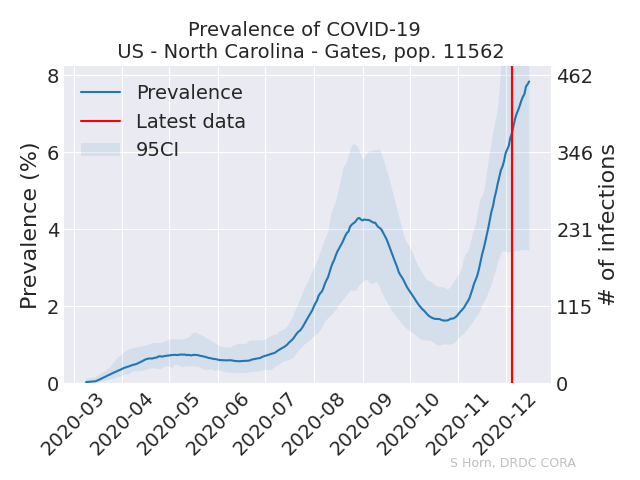 Prevalence of COVID-19
US - North Carolina - Gates, pop. 11562
Prevalence (%)
8
6
4
2
0
Prevalence
Latest data
95CI
462
346
231
115
0
# of infections
2020-03
2020-04
2020-05
2020-06
2020-07
2020-08
2020-09
2020-10
2020-11
2020-12
S Horn, DRDC CORA